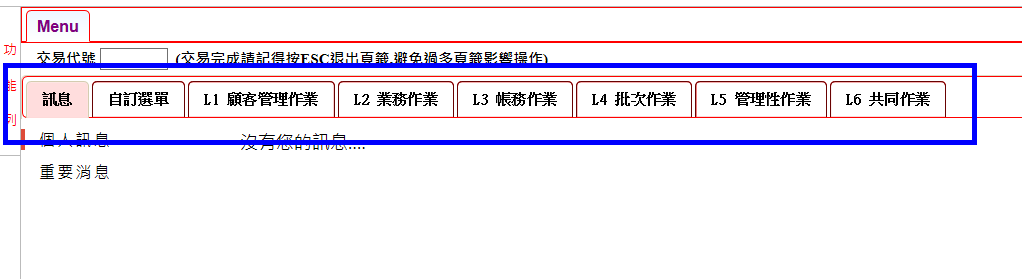 Menu
功
能
列
交易代號 (交易完成請記得按ESC退出頁籤,避免過多頁籤影響操作)
訊息 自訂選單 L1 顧客管理作業 L2 業務作業 L3 帳務作業 L4 批次作業 L5 管理性作業 L6 共同作業
個人訊息 沒有您的訊息....
重要消息